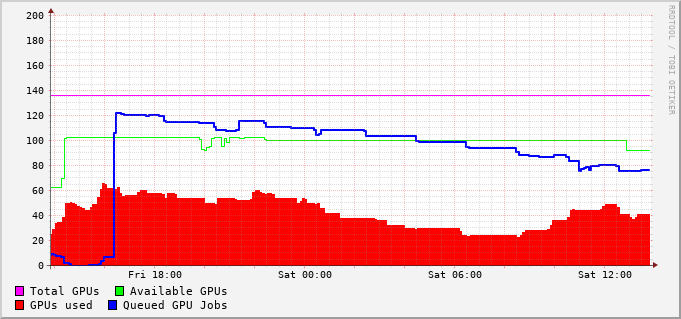 200
180
160
140
120
100
80
60
40
20
0
Fri 18:00 Sat 00:00 Sat 06:00 Sat 12:00
Total GPUs Available GPUs
GPUs used Queued GPU Jobs
RRDTOOL / TOBI OETIKER